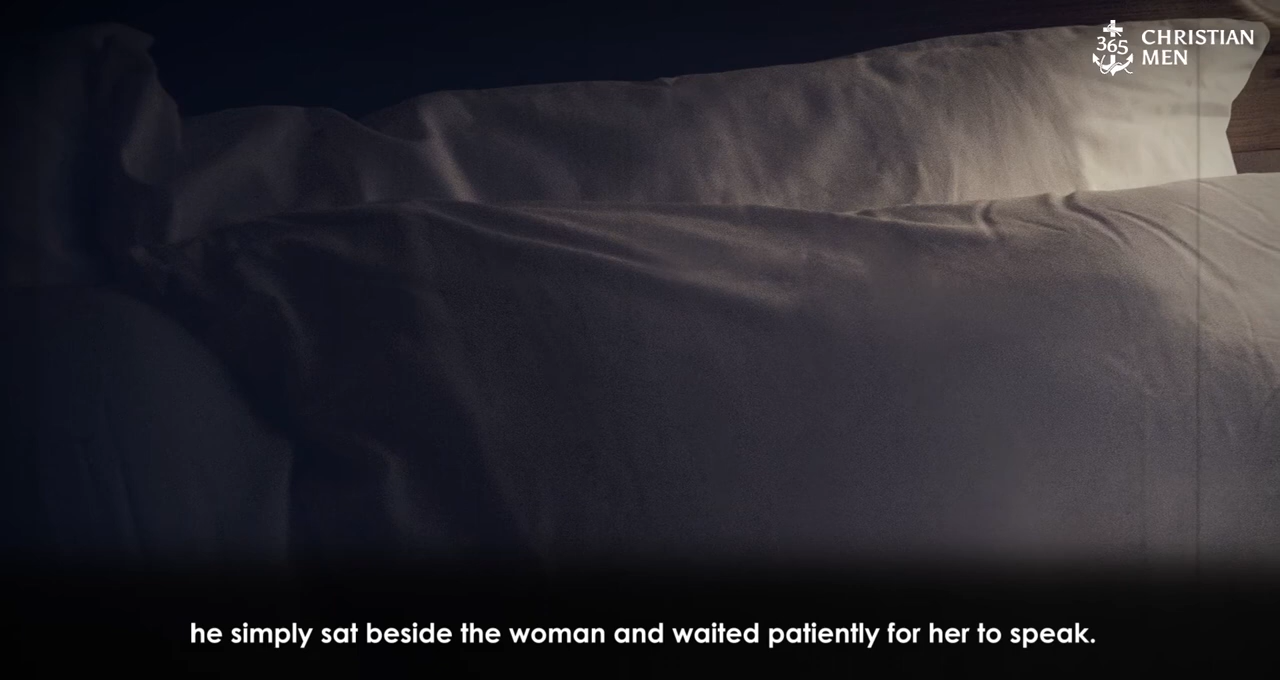 365
CHRISTIAN
MEN
he simply sat beside the woman and waited patiently for her to speak.